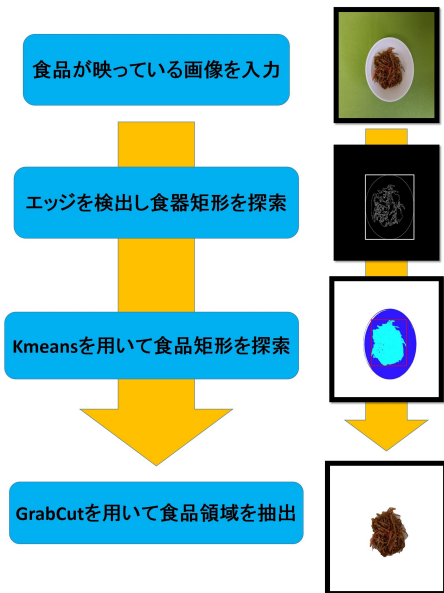 食品が映っている画像を入力
エッジを検出し食器矩形を探索
Kmeansを用いて食品矩形を探索
GrabCutを用いて食品領域を抽出